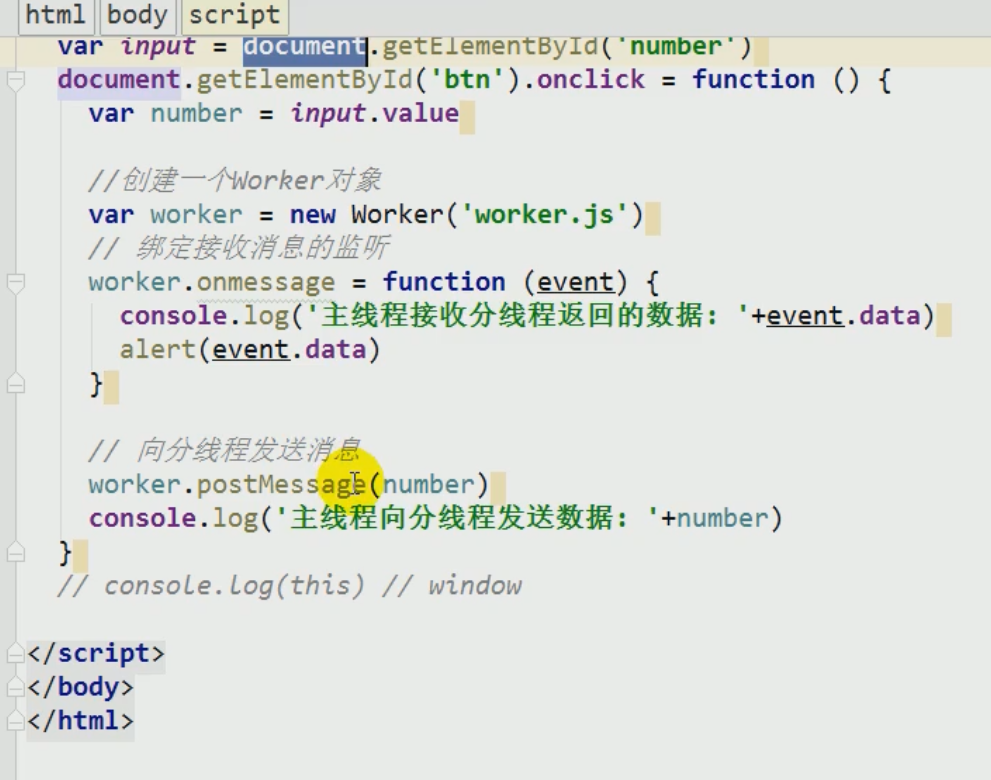 html body script
var input = document.getElementById('number')
document.getElementById('btn').onclick = function () {
var number = input.value
//创建一个Worker对象
var worker = new Worker('worker.js')
// 绑定接收消息的监听
worker.onmessage = function (event) {
console.log('主线程接收分线程返回的数据: '+event.data)
alert(event.data)
}
// 向分线程发送消息
worker.postMessage(number)
console.log('主线程向分线程发送数据: '+number)
}
// console.log(this) // window
</script>
</body>
</html>